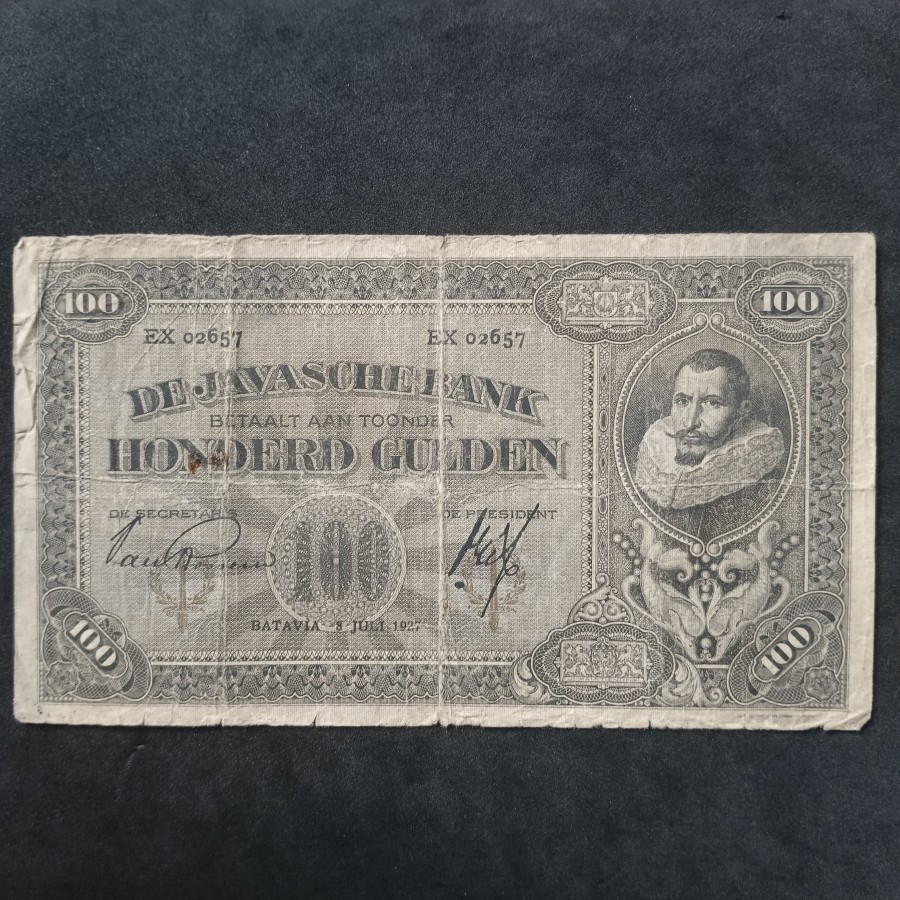 100 100
EX 02657 EX 02657
DE JAVASCHE BANK
BETAALT AAN TOONDER
HONDERD GULDEN
DE SECRETARIS DE PRESIDENT
100
BATAVIA 8 JULI 1927
100 100